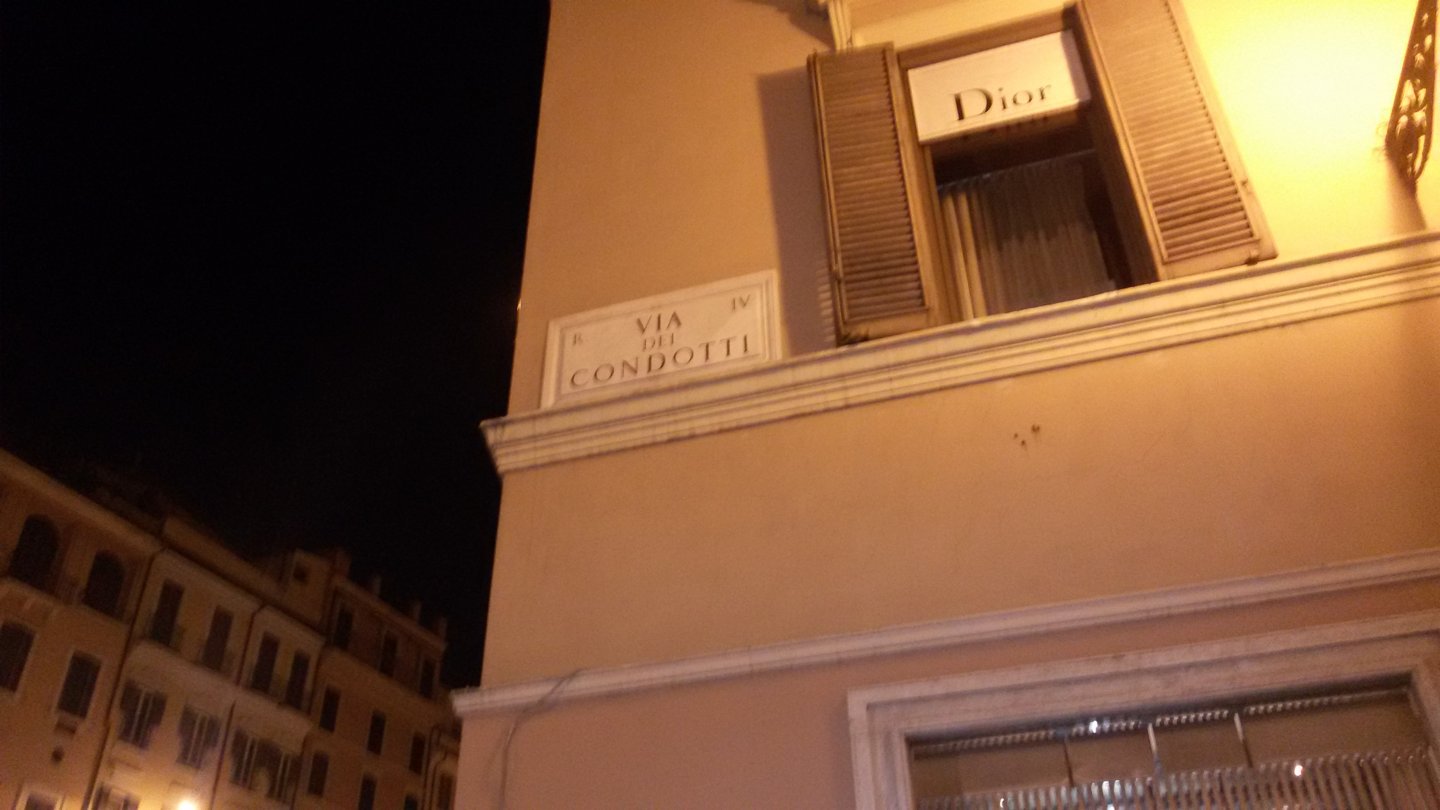 Dior
R. IV
VIA
DEI
CONDOTTI